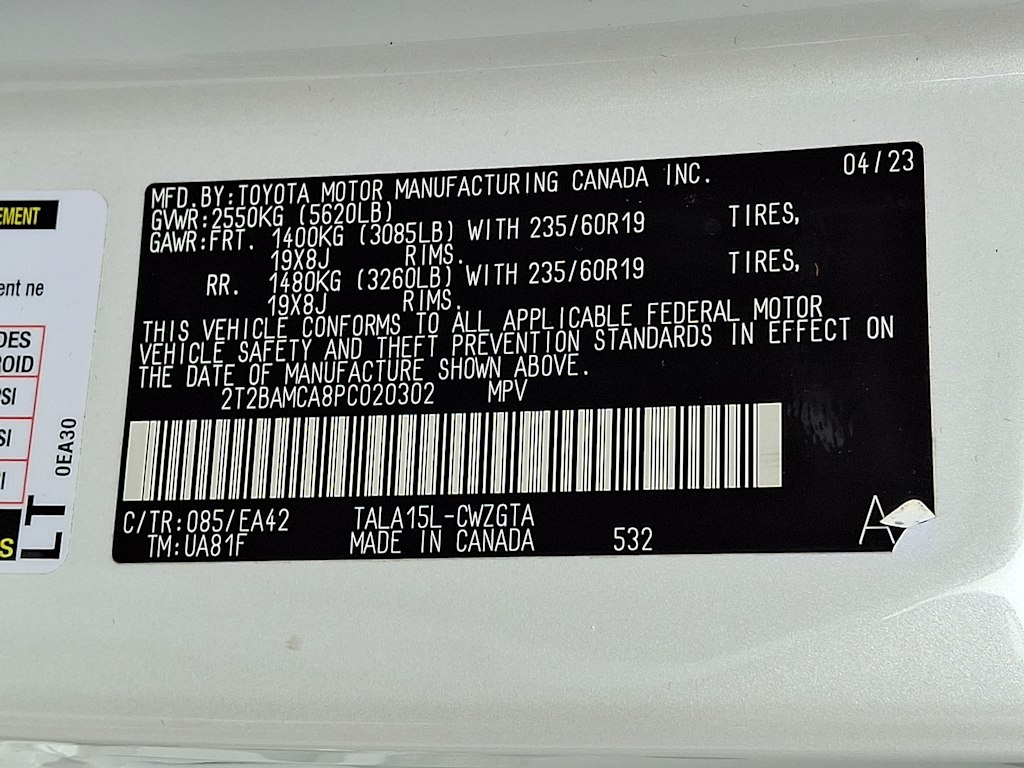 MFD.BY:TOYOTA MOTOR MANUFACTURING CANADA INC. 04/23
GVWR:2550KG (5620LB)
GAWR:FRT. 1400KG (3085LB) WITH 235/60R19 TIRES,
19X8J RIMS.
RR. 1480KG (3260LB) WITH 235/60R19 TIRES,
19X8J RIMS.
THIS VEHICLE CONFORMS TO ALL APPLICABLE FEDERAL MOTOR
VEHICLE SAFETY AND THEFT PREVENTION STANDARDS IN EFFECT ON
THE DATE OF MANUFACTURE SHOWN ABOVE.
2T2BAMCA8PC020302 MPV
C/TR:085/EA42 TALA15L-CWZGTA
TM:UA81F MADE IN CANADA 532
A
EMENT
ent ne
DES
ROID
PSI
SI
I
S
0EA30
LT